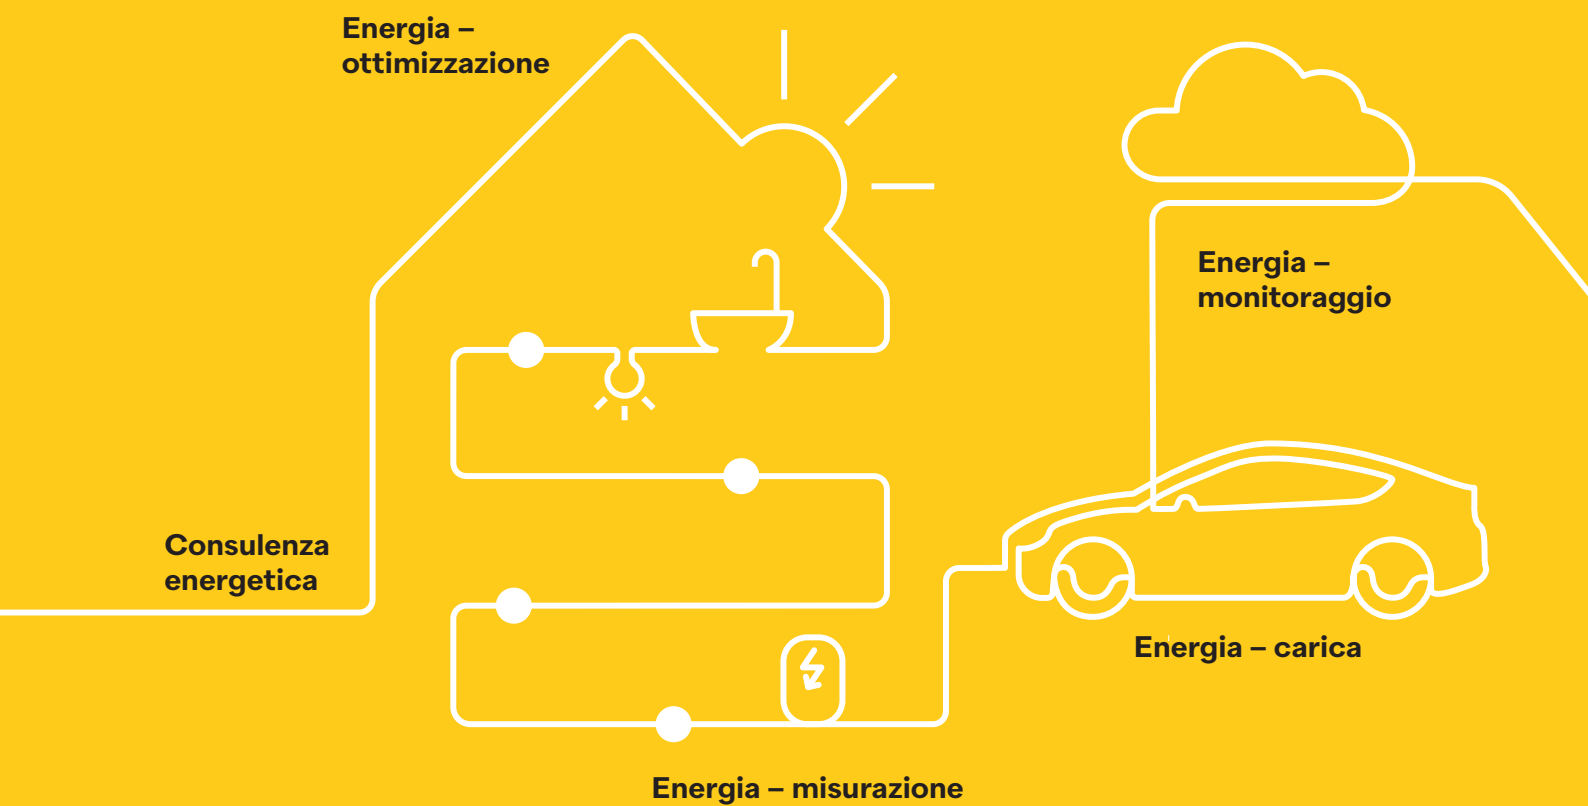 Energia –
ottimizzazione
Energia –
monitoraggio
Consulenza
energetica
Energia – carica
Energia – misurazione